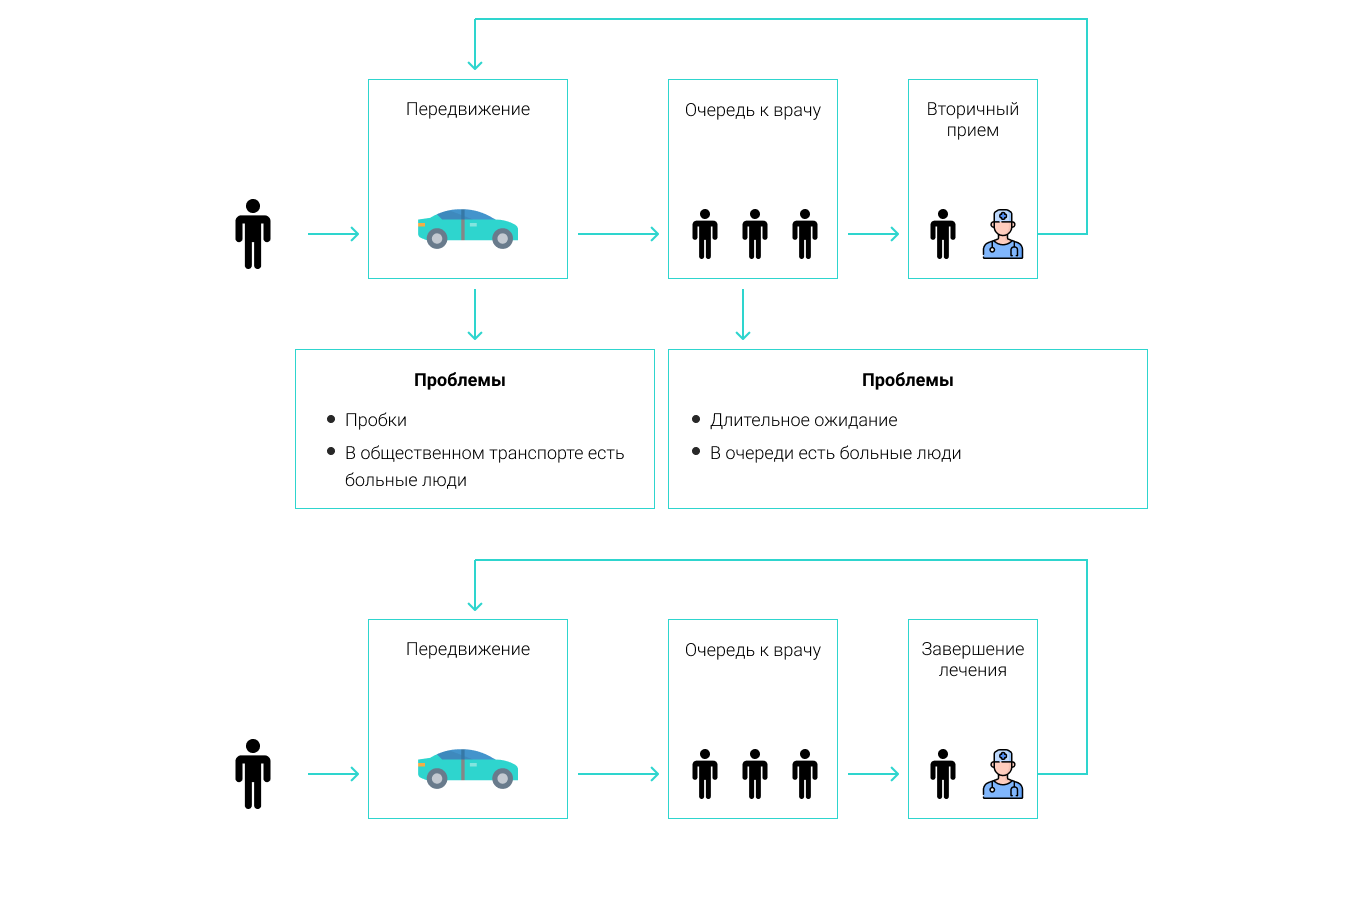 Передвижение
Очередь к врачу
Вторичный
прием
Проблемы
Пробки
В общественном транспорте есть
больные люди
Проблемы
Длительное ожидание
В очереди есть больные люди
Передвижение
Очередь к врачу
Завершение
лечения